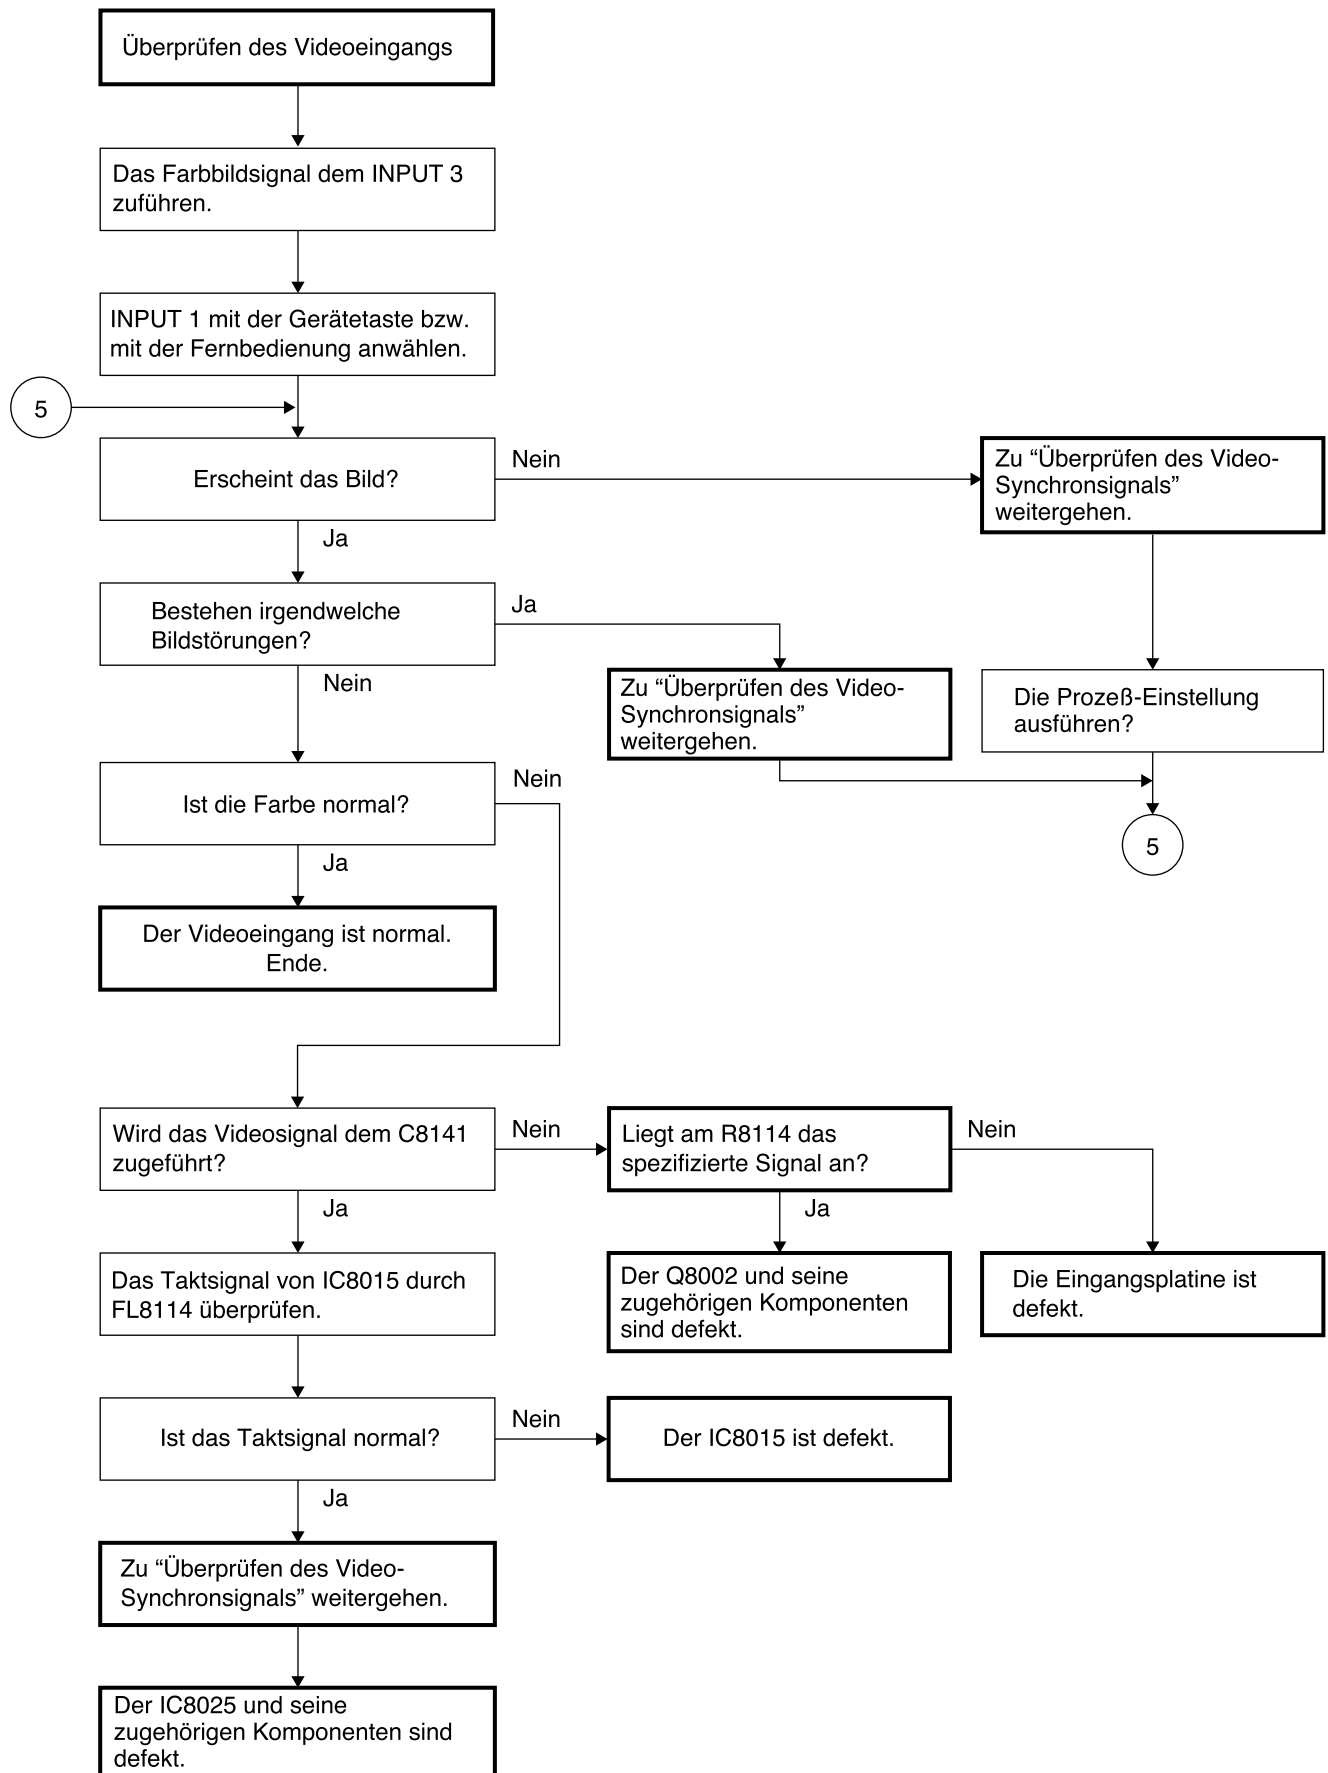 Überprüfen des Videoeingangs
Das Farbbildsignal dem INPUT 3
zuführen.
INPUT 1 mit der Gerätetaste bzw.
mit der Fernbedienung anwählen.
5
Erscheint das Bild?
Nein
Zu “Überprüfen des Video-
Synchronsignals”
weitergehen.
Ja
Bestehen irgendwelche
Bildstörungen?
Ja
Nein
Zu “Überprüfen des Video-
Synchronsignals”
weitergehen.
Die Prozeß-Einstellung
ausführen?
Ist die Farbe normal?
Nein
Ja
5
Der Videoeingang ist normal.
Ende.
Wird das Videosignal dem C8141
zugeführt?
Nein
Liegt am R8114 das
spezifizierte Signal an?
Nein
Ja
Ja
Das Taktsignal von IC8015 durch
FL8114 überprüfen.
Der Q8002 und seine
zugehörigen Komponenten
sind defekt.
Die Eingangsplatine ist
defekt.
Ist das Taktsignal normal?
Nein
Der IC8015 ist defekt.
Ja
Zu “Überprüfen des Video-
Synchronsignals” weitergehen.
Der IC8025 und seine
zugehörigen Komponenten sind
defekt.